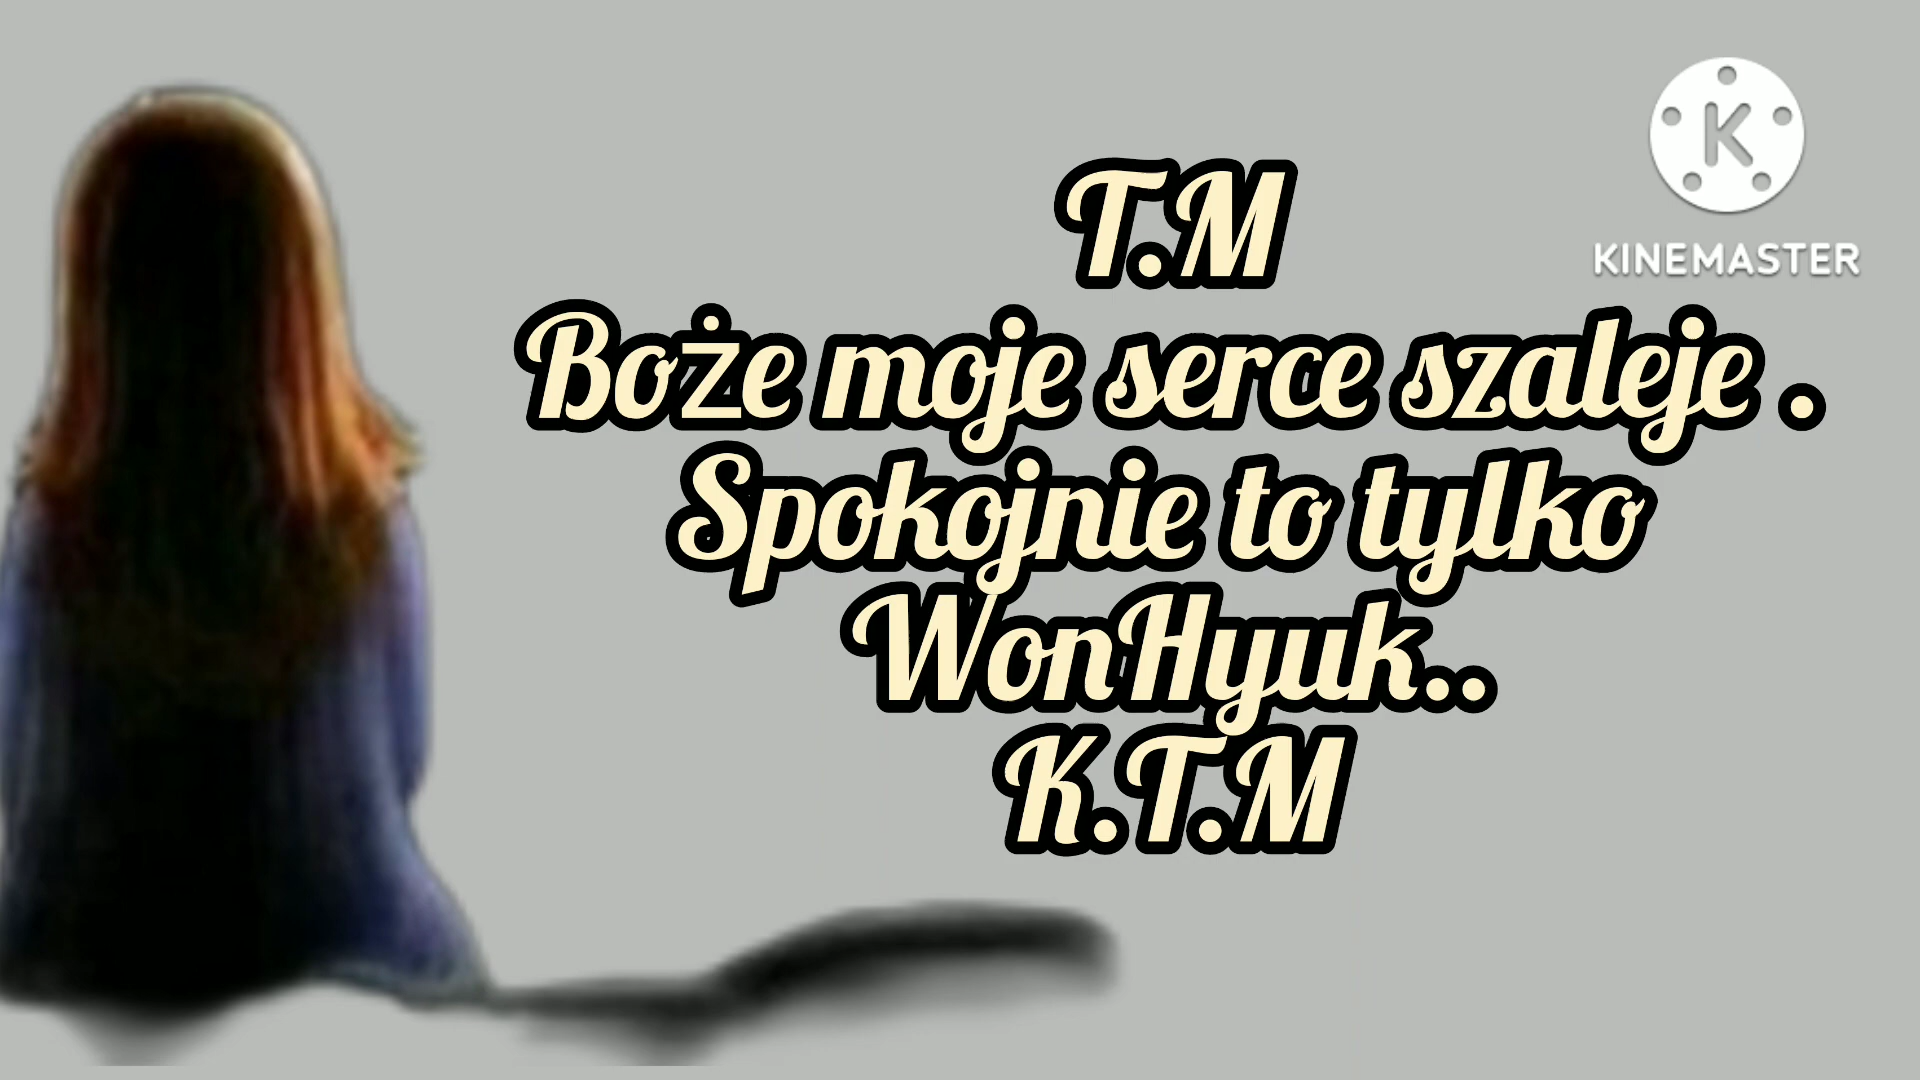 K
KINEMASTER
T.M
Boże moje serce szaleje .
Spokojnie to tylko
WonHyuk..
K.T.M